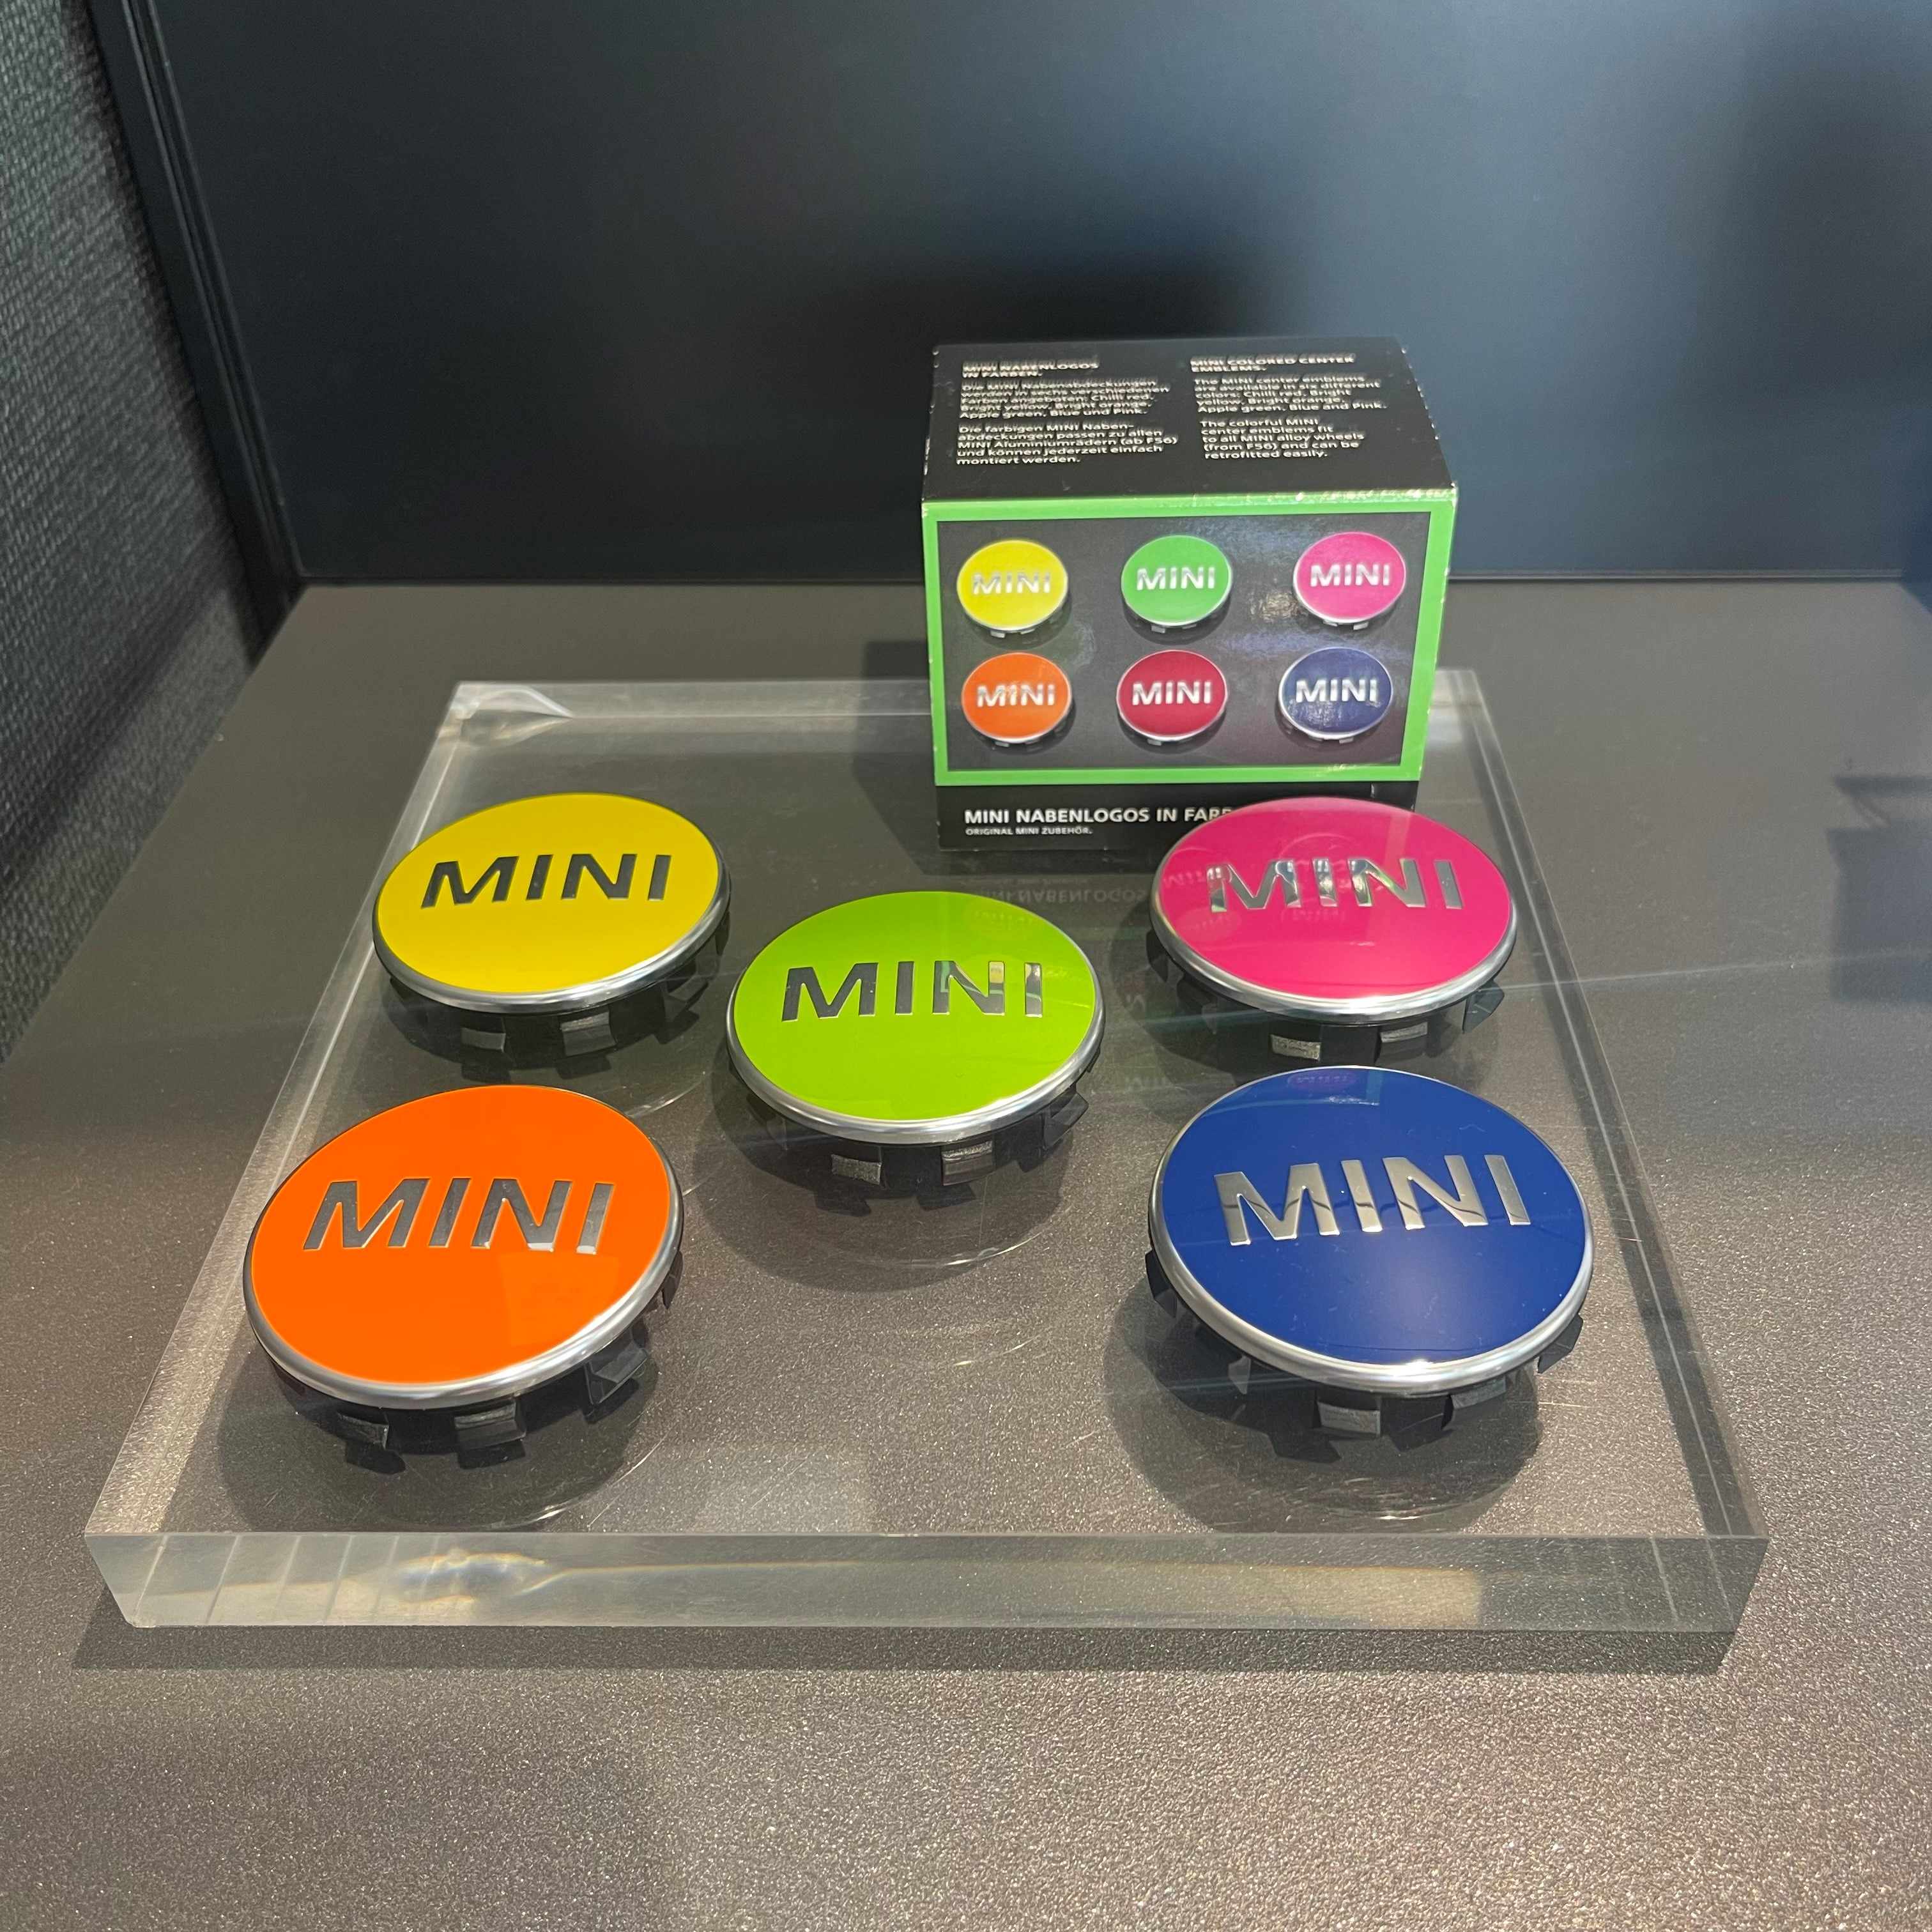 MINI NABENLOGOS
IN FARBEN.
Die MINI Nabenabdeckungen
werden in sechs verschiedenen
Farben angeboten: Chili red,
Bright yellow, Bright orange,
Apple green, Blue und Pink.
Die farbigen MINI Naben-
abdeckungen passen zu allen
MINI Aluminiumrädern (ab F56)
und können jederzeit einfach
montiert werden.
MINI COLORED CENTER
EMBLEMS.
The MINI center emblems
are available in six different
colors: Chili red, Bright
yellow, Bright orange,
Apple green, Blue and Pink.
The colorful MINI
center emblems fit
to all MINI alloy wheels
(from F56) and can be
retrofitted easily.
MINI MINI MINI
MINI MINI MINI
MINI NABENLOGOS IN FARB
ORIGINAL MINI ZUBEHÖR.
MINI
MINI
MINI
MINI
MINI